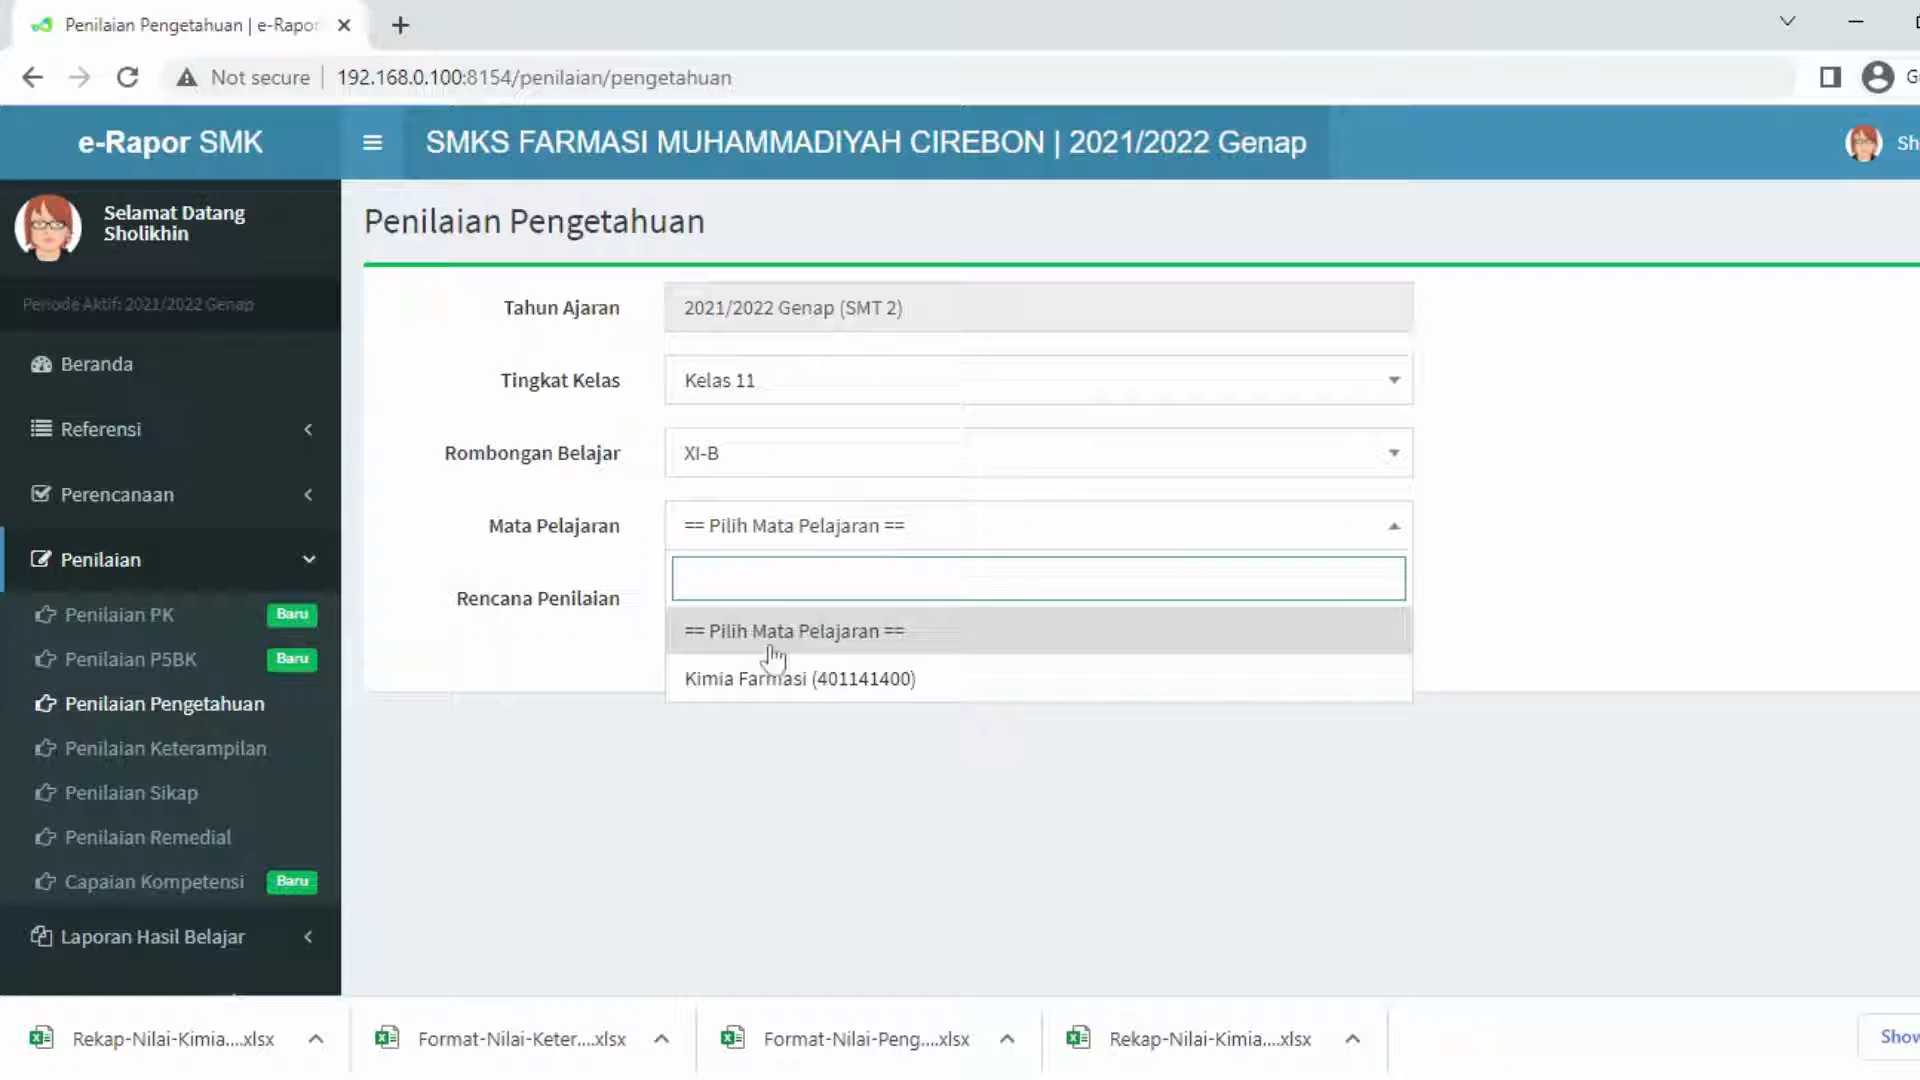 Penilaian Pengetahuan | e-Rapor
Not secure
192.168.0.100:8154/penilaian/pengetahuan
e-Rapor SMK
SMKS FARMASI MUHAMMADIYAH CIREBON | 2021/2022 Genap
Sh
Selamat Datang
Sholikhin
Periode Aktif: 2021/2022 Genap
Beranda
Referensi
Perencanaan
Penilaian
Penilaian PK Baru
Penilaian P5BK Baru
Penilaian Pengetahuan
Penilaian Keterampilan
Penilaian Sikap
Penilaian Remedial
Capaian Kompetensi Baru
Laporan Hasil Belajar
Penilaian Pengetahuan
Tahun Ajaran 2021/2022 Genap (SMT 2)
Tingkat Kelas Kelas 11
Rombongan Belajar XI-B
Mata Pelajaran == Pilih Mata Pelajaran ==
Rencana Penilaian
== Pilih Mata Pelajaran ==
Kimia Farmasi (401141400)
Rekap-Nilai-Kimia....xlsx
Format-Nilai-Keter....xlsx
Format-Nilai-Peng....xlsx
Rekap-Nilai-Kimia....xlsx
Show